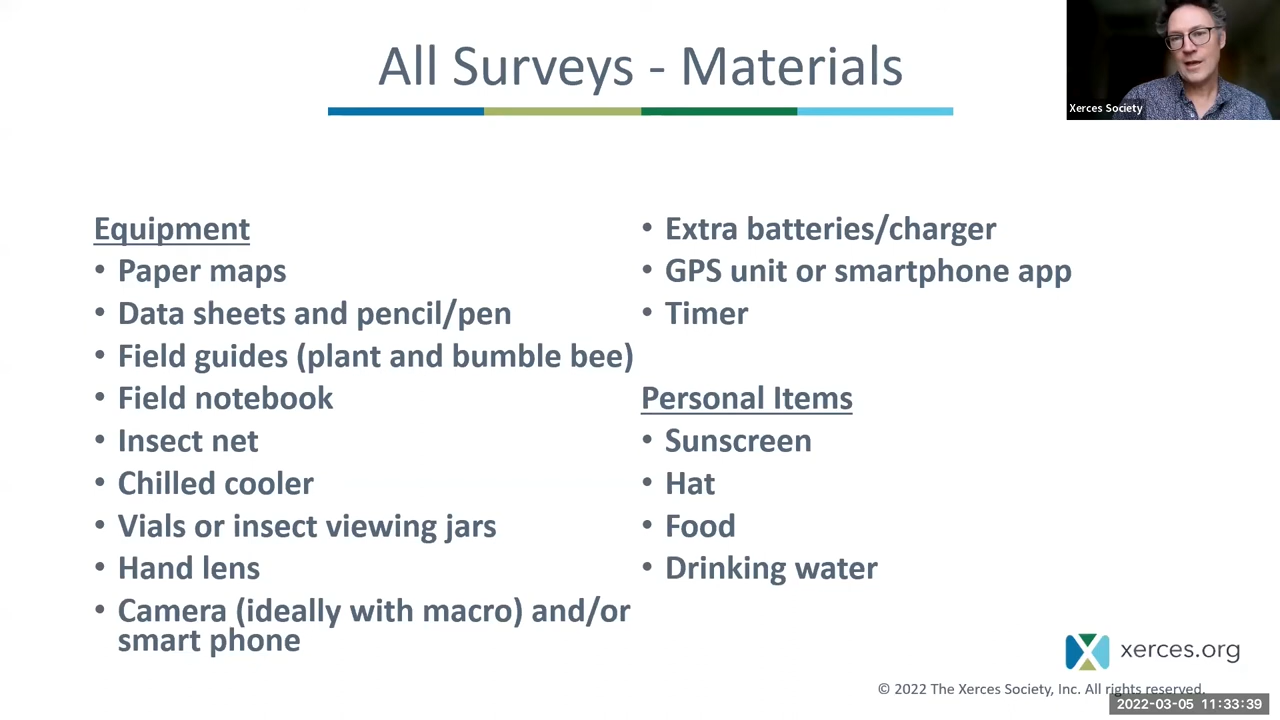 All Surveys - Materials
Xerces Society
Equipment
• Paper maps
• Data sheets and pencil/pen
• Field guides (plant and bumble bee)
• Field notebook
• Insect net
• Chilled cooler
• Vials or insect viewing jars
• Hand lens
• Camera (ideally with macro) and/or
smart phone
• Extra batteries/charger
• GPS unit or smartphone app
• Timer
Personal Items
• Sunscreen
• Hat
• Food
• Drinking water
xerces.org
© 2022 The Xerces Society, Inc. All rights reserved.
2022-03-05 11:33:39